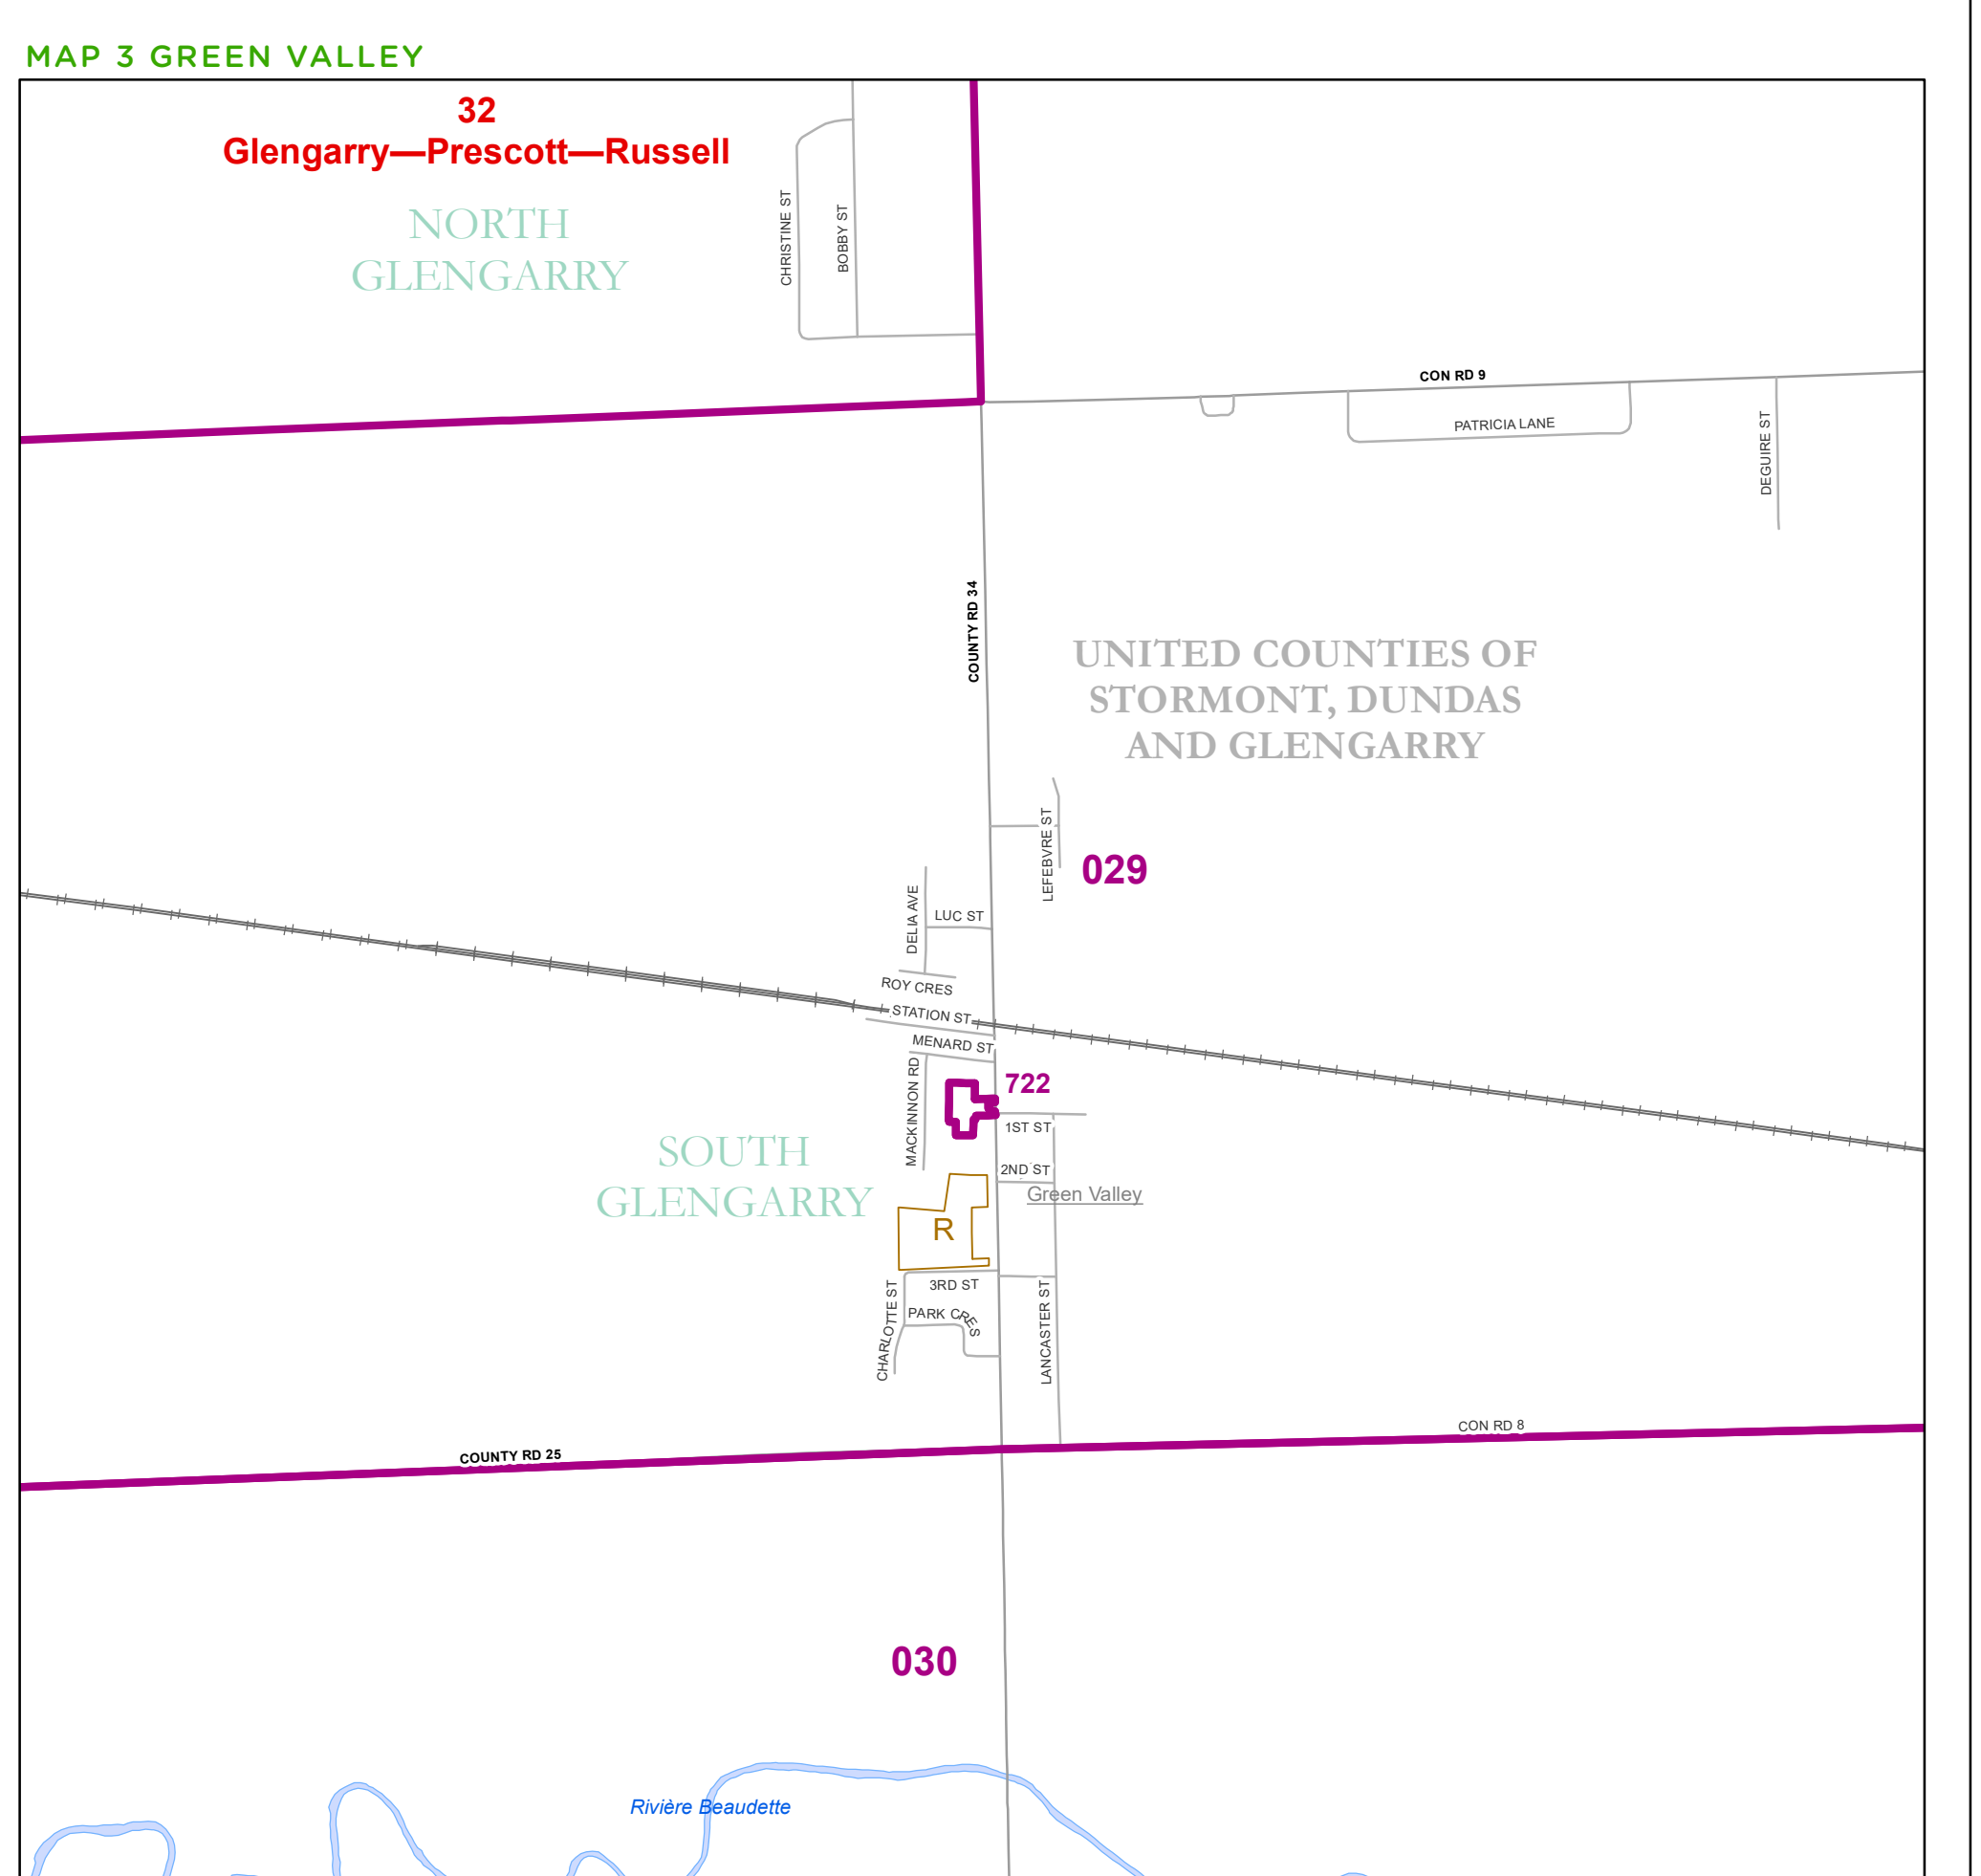 MAP 3 GREEN VALLEY
32
Glengarry—Prescott—Russell
NORTH
GLENGARRY
CHRISTINE ST
BOBBY ST
CON RD 9
PATRICIA LANE
DEGUIRE ST
COUNTY RD 34
UNITED COUNTIES OF
STORMONT, DUNDAS
AND GLENGARRY
LEFEBVRE ST
029
DELIA AVE
LUC ST
ROY CRES
STATION ST
MENARD ST
MACKINNON RD
722
1ST ST
SOUTH
GLENGARRY
2ND ST
Green Valley
R
3RD ST
CHARLOTTE ST
PARK CRES
LANCASTER ST
CON RD 8
COUNTY RD 25
030
Rivière Beaudette